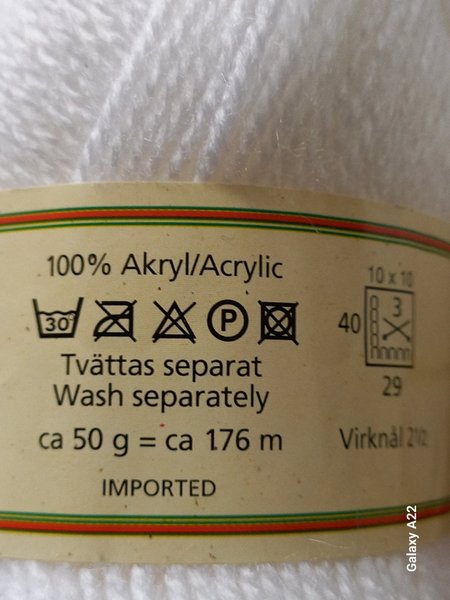 100% Akryl/Acrylic
10 x 10
30
P
40
3
Tvättas separat
29
Wash separately
ca 50 g = ca 176 m
Virknål 2½
IMPORTED
Galaxy A22